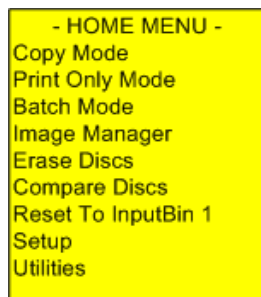 - HOME MENU -
Copy Mode
Print Only Mode
Batch Mode
Image Manager
Erase Discs
Compare Discs
Reset To InputBin 1
Setup
Utilities